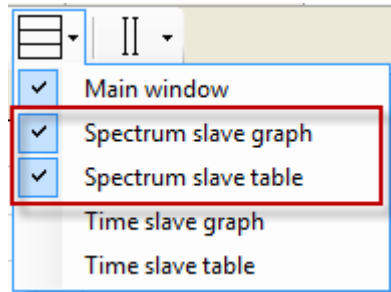 Main window
Spectrum slave graph
Spectrum slave table
Time slave graph
Time slave table